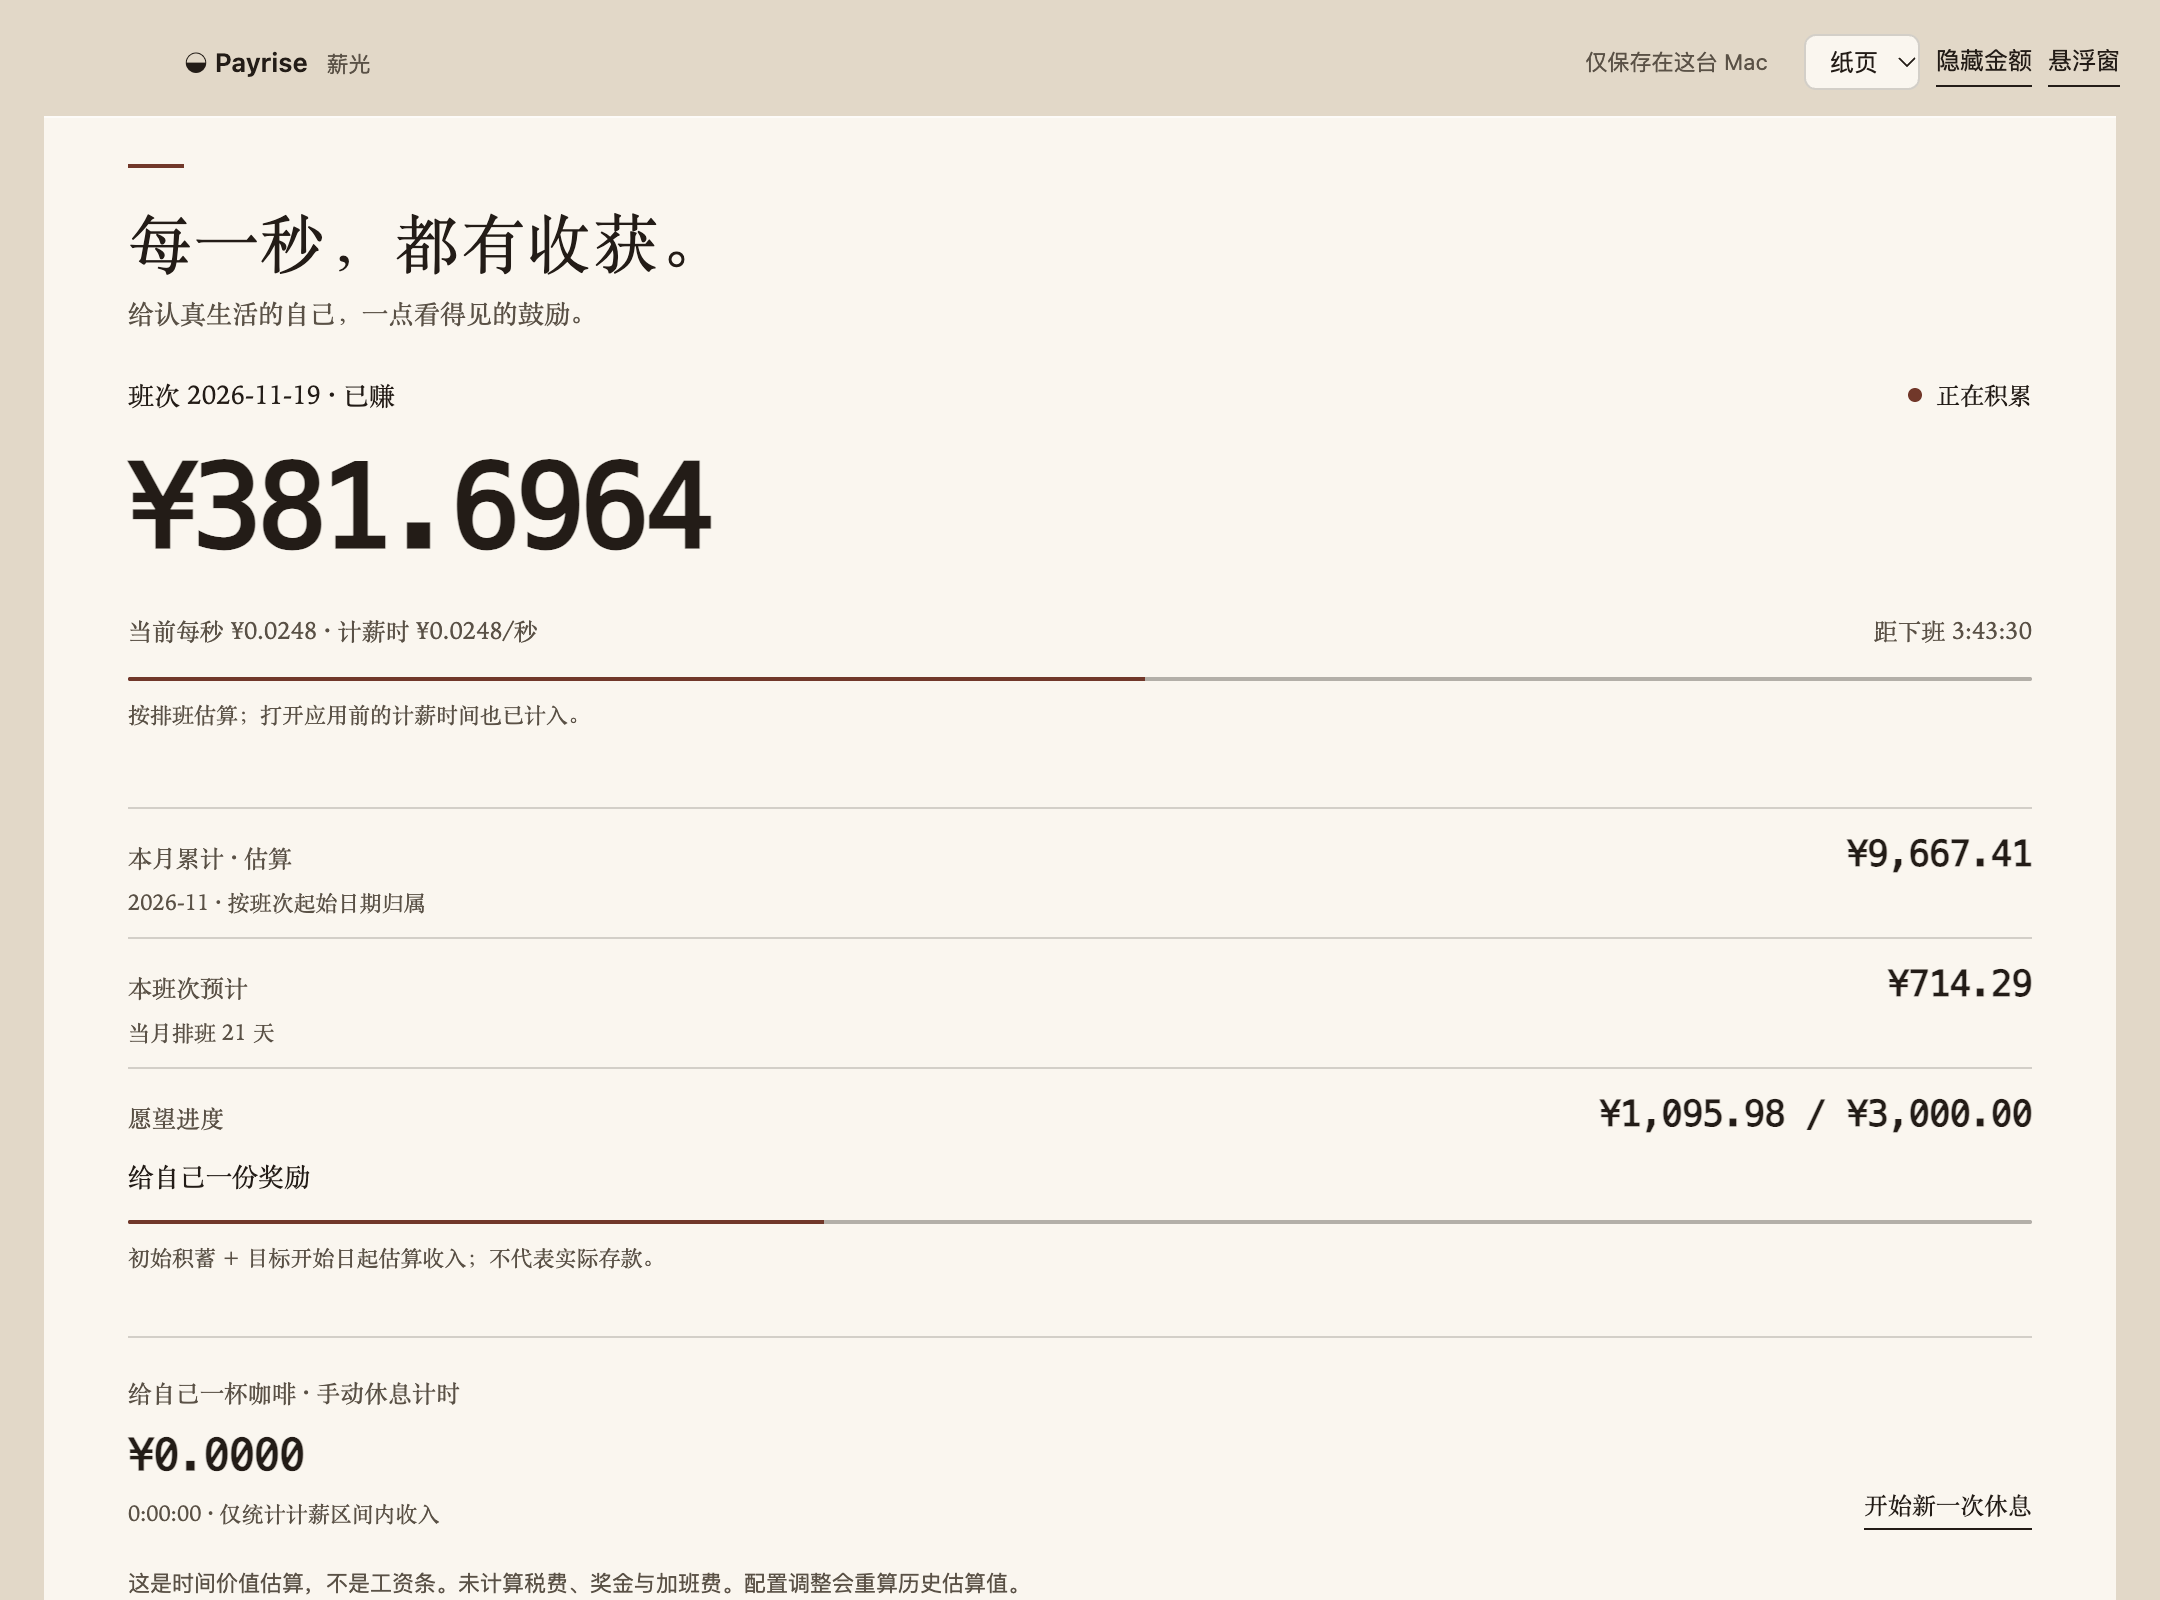 Payrise 薪光
仅保存在这台 Mac 纸页 隐藏金额 悬浮窗
每一秒，都有收获。
给认真生活的自己，一点看得见的鼓励。
班次 2026-11-19 · 已赚 正在积累
¥381.6964
当前每秒 ¥0.0248 · 计薪时 ¥0.0248/秒 距下班 3:43:30
按排班估算；打开应用前的计薪时间也已计入。
本月累计 · 估算 ¥9,667.41
2026-11 · 按班次起始日期归属
本班次预计 ¥714.29
当月排班 21 天
愿望进度 ¥1,095.98 / ¥3,000.00
给自己一份奖励
初始积蓄 + 目标开始日起估算收入；不代表实际存款。
给自己一杯咖啡 · 手动休息计时
¥0.0000
0:00:00 · 仅统计计薪区间内收入 开始新一次休息
这是时间价值估算，不是工资条。未计算税费、奖金与加班费。配置调整会重算历史估算值。